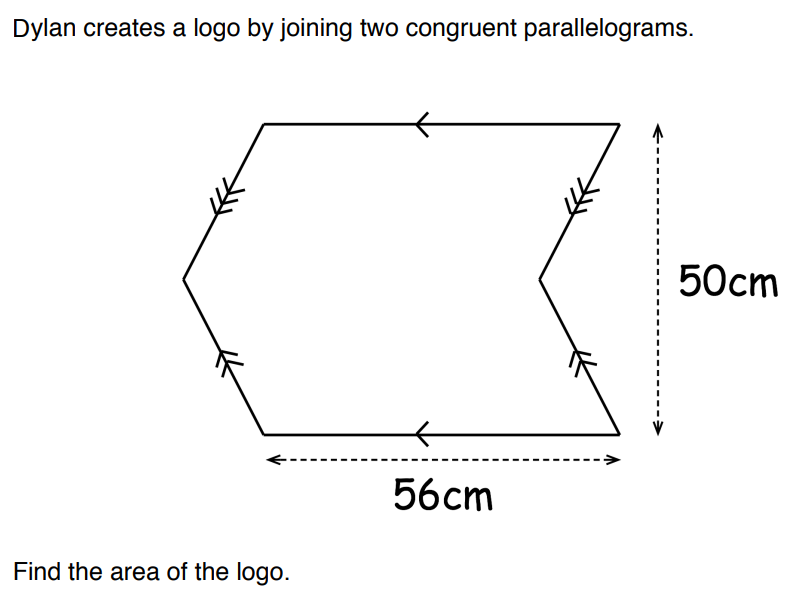 Dylan creates a logo by joining two congruent parallelograms.
50cm
56cm
Find the area of the logo.